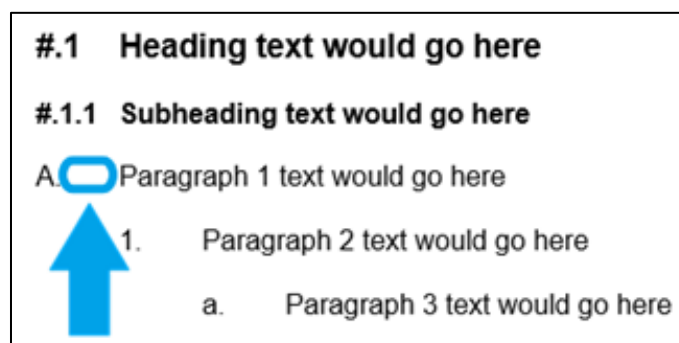 #.1 Heading text would go here
#.1.1 Subheading text would go here
A. Paragraph 1 text would go here
1. Paragraph 2 text would go here
a. Paragraph 3 text would go here